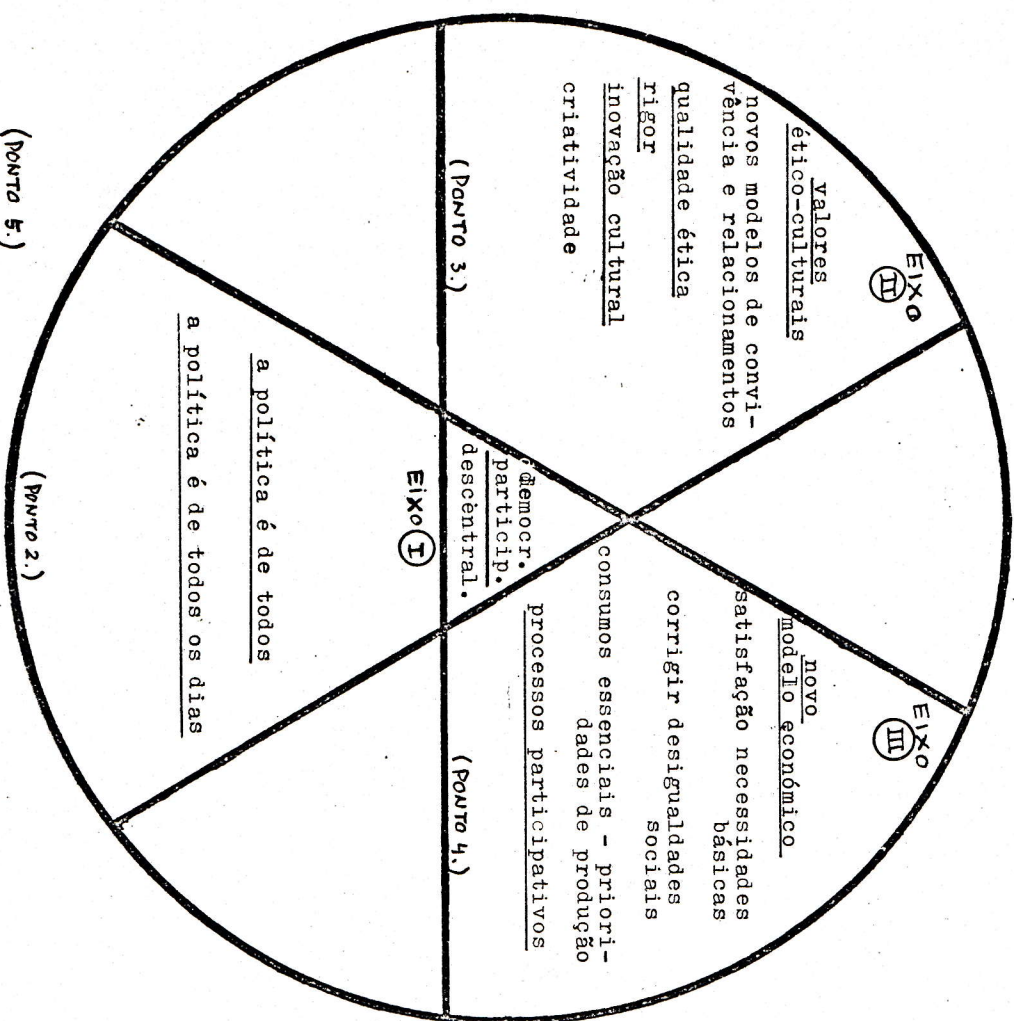 EIXO
II
valores
ético-culturais
novos modelos de convi-
vência e relacionamentos
qualidade ética
rigor
inovação cultural
criatividade
(PONTO 3.)
EIXO
III
novo
modelo económico
satisfação necessidades
básicas
corrigir desigualdades
sociais
consumos essenciais - priori-
dades de produção
processos participativos
(PONTO 4.)
democr.
particip.
descentral.
EIXO I
a política é de todos
a política é de todos os dias
(PONTO 2.)
(PONTO 5.)